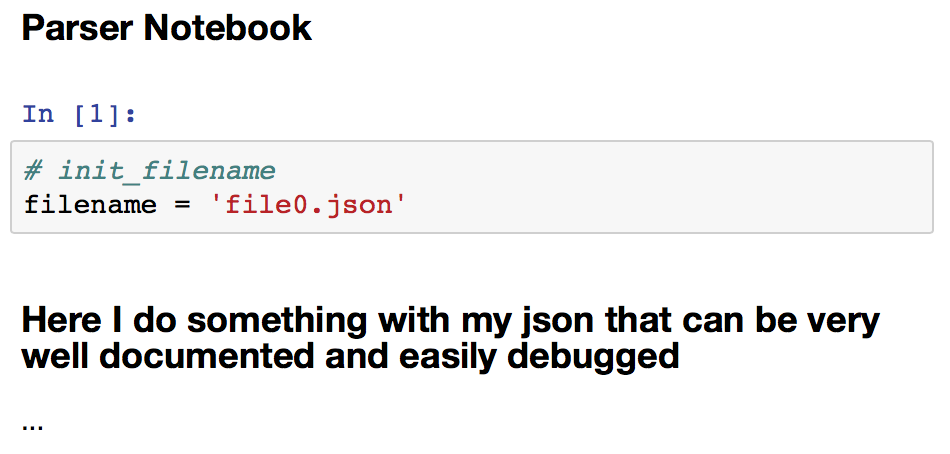 Parser Notebook
In [1]:
# init_filename
filename = 'file0.json'
Here I do something with my json that can be very
well documented and easily debugged
...